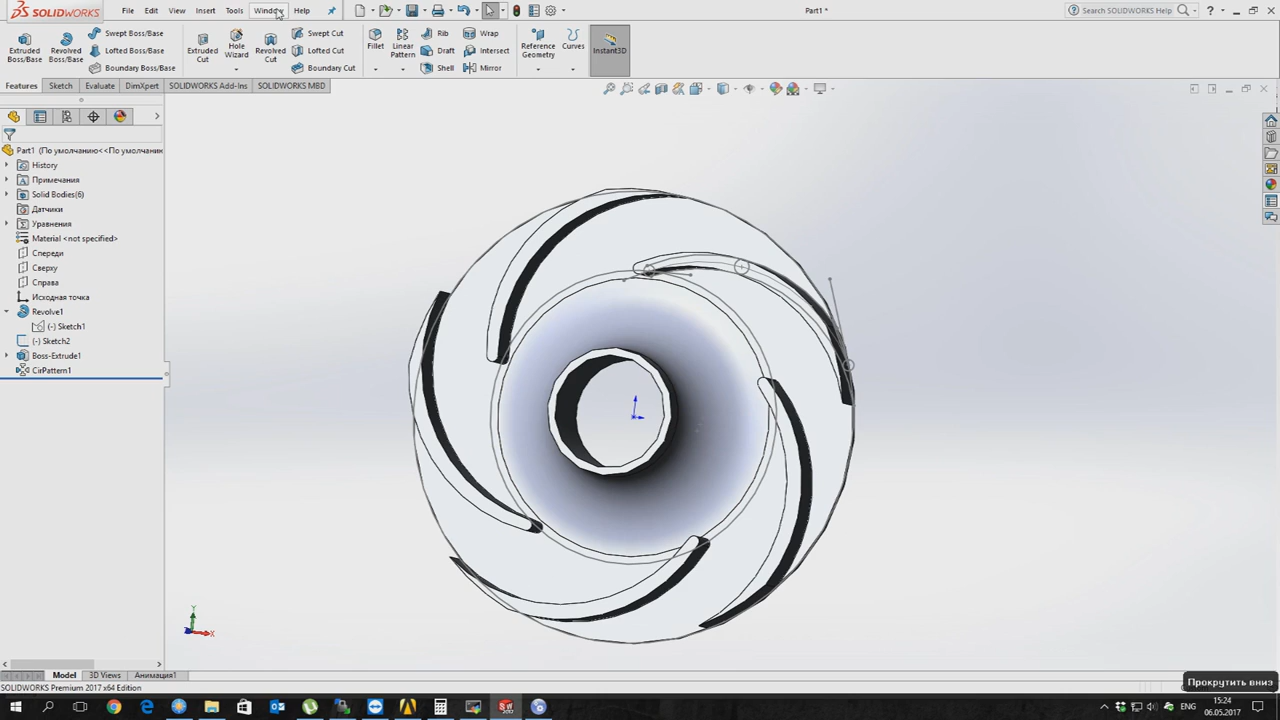 SOLIDWORKS File Edit View Insert Tools Window Help Part1 * Search SOLIDWORKS Help
Extruded Boss/Base
Revolved Boss/Base
Swept Boss/Base
Lofted Boss/Base
Boundary Boss/Base
Extruded Cut
Hole Wizard
Revolved Cut
Swept Cut
Lofted Cut
Boundary Cut
Fillet
Linear Pattern
Rib
Draft
Shell
Wrap
Intersect
Mirror
Reference Geometry
Curves
Instant3D
Features Sketch Evaluate DimXpert SOLIDWORKS Add-Ins SOLIDWORKS MBD
Part1 (По умолчанию<<По умолчани
History
Примечания
Solid Bodies(6)
Датчики
Уравнения
Material <not specified>
Спереди
Сверху
Справа
Исходная точка
Revolve1
(-) Sketch1
(-) Sketch2
Boss-Extrude1
CirPattern1
Y
X
Model 3D Views Анимация1
SOLIDWORKS Premium 2017 x64 Edition
Прокрутить вниз
ENG
15:24
06.05.2017